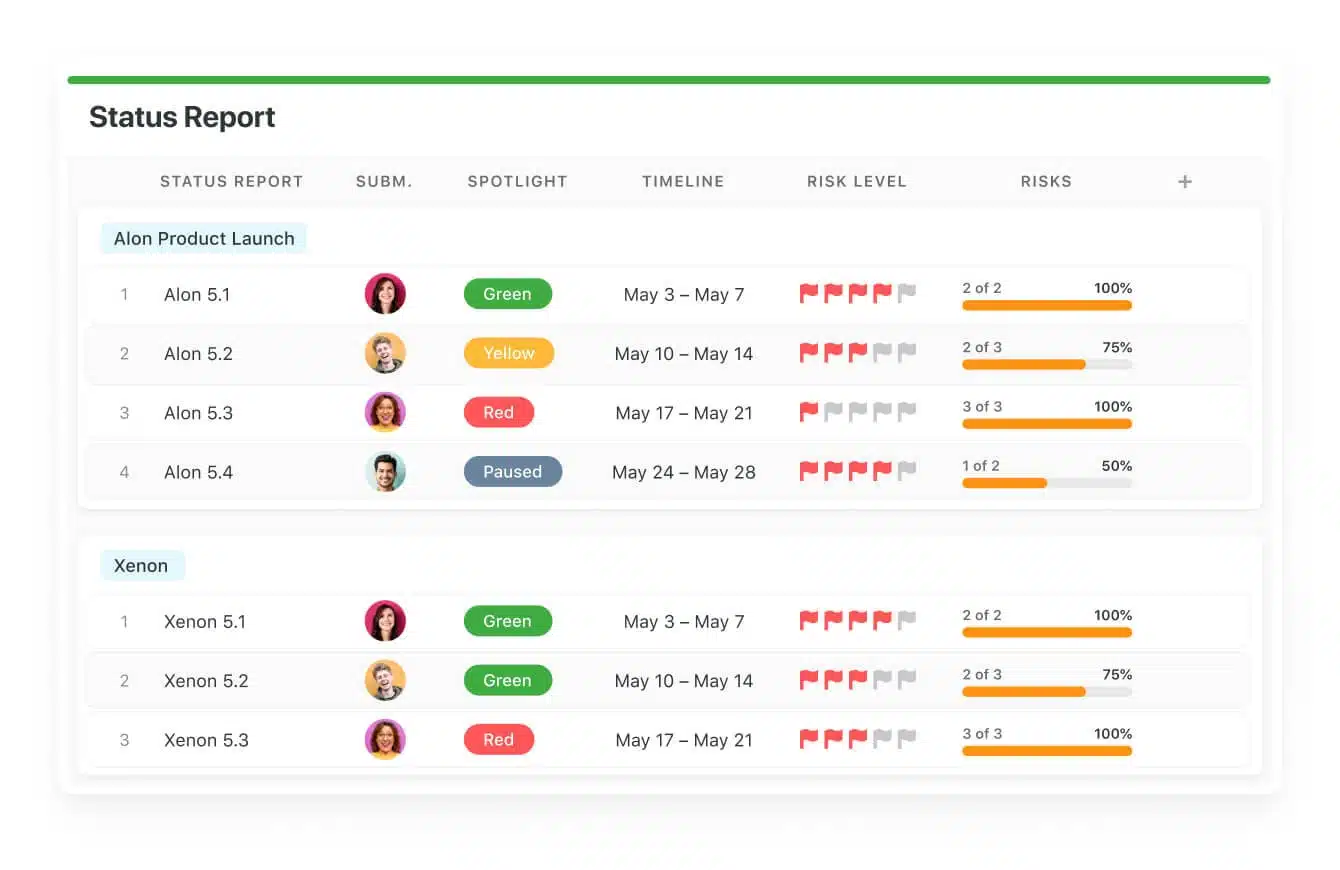 Status Report
STATUS REPORT SUBM. SPOTLIGHT TIMELINE RISK LEVEL RISKS +
Alon Product Launch
1 Alon 5.1 Green May 3 – May 7 2 of 2 100%
2 Alon 5.2 Yellow May 10 – May 14 2 of 3 75%
3 Alon 5.3 Red May 17 – May 21 3 of 3 100%
4 Alon 5.4 Paused May 24 – May 28 1 of 2 50%
Xenon
1 Xenon 5.1 Green May 3 – May 7 2 of 2 100%
2 Xenon 5.2 Green May 10 – May 14 2 of 3 75%
3 Xenon 5.3 Red May 17 – May 21 3 of 3 100%